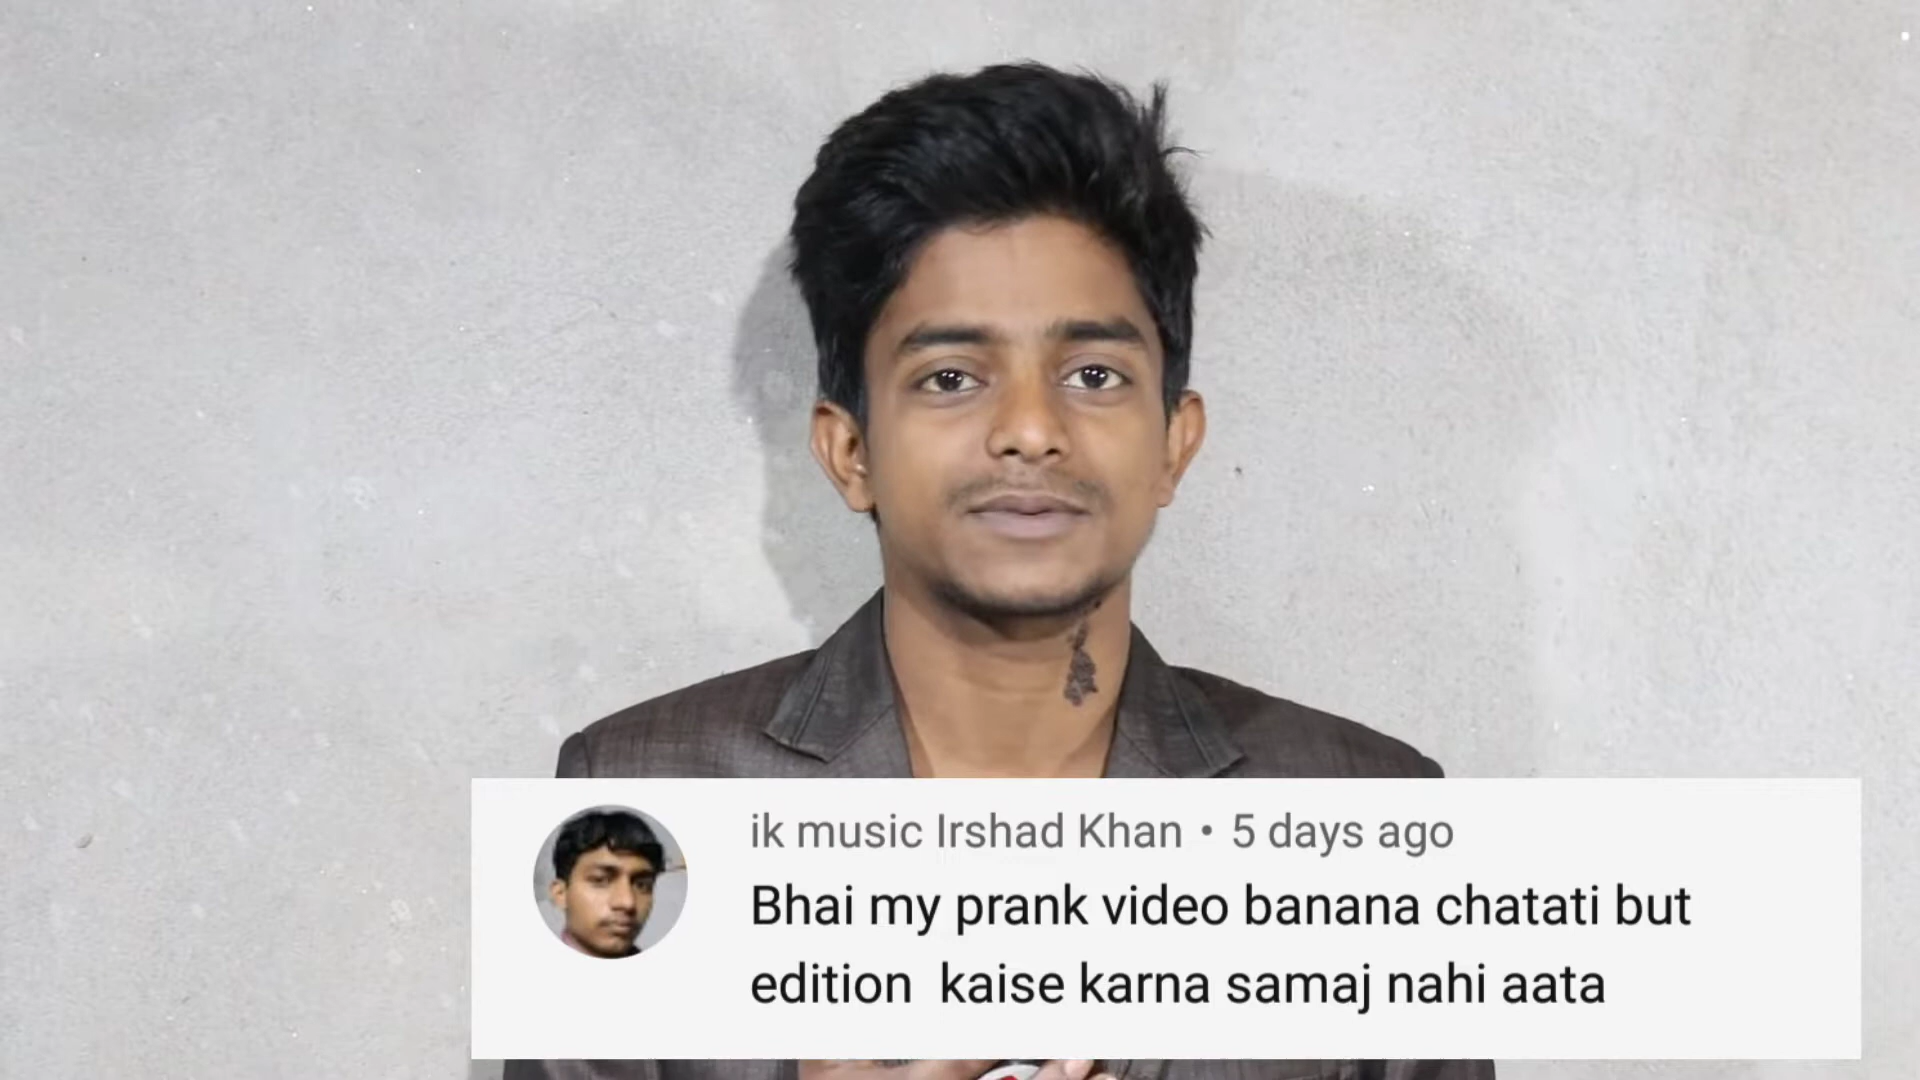 ik music Irshad Khan • 5 days ago
Bhai my prank video banana chatati but
edition kaise karna samaj nahi aata